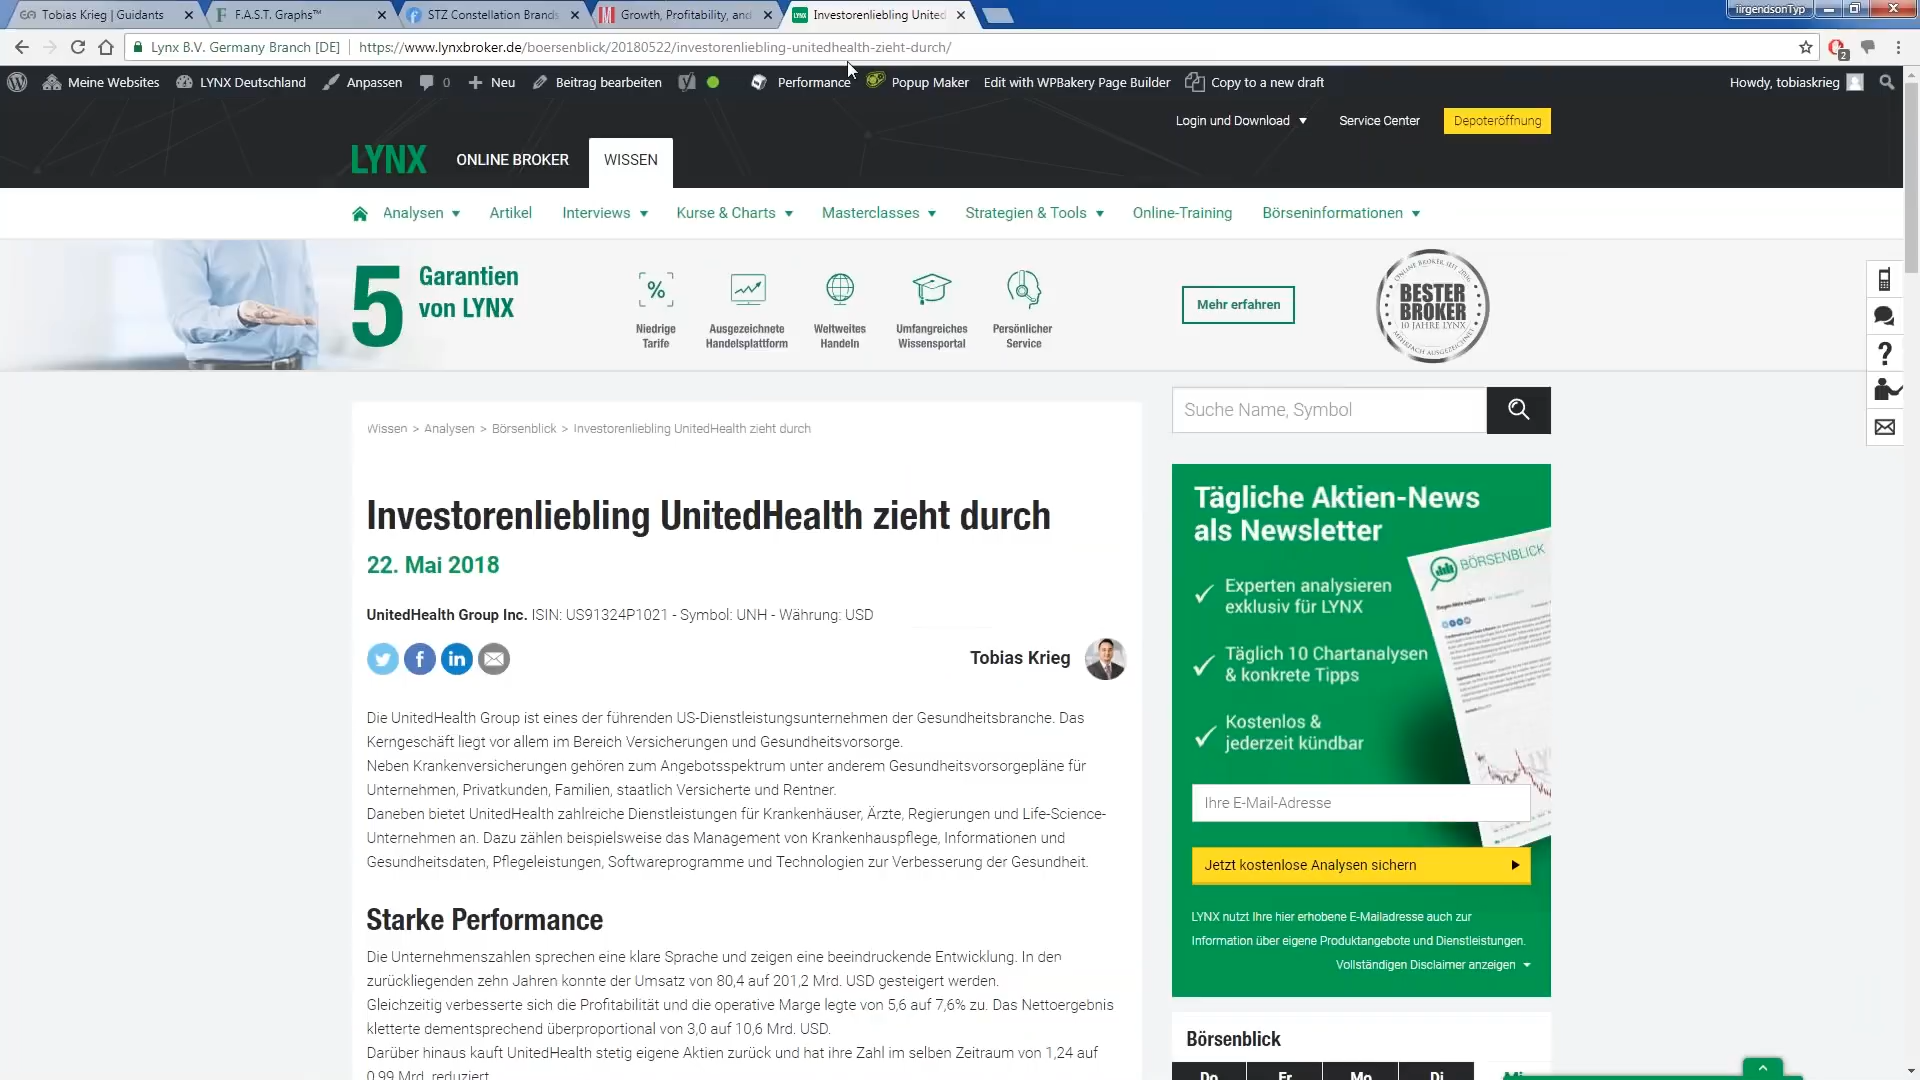 Tobias Krieg | Guidants
F.A.S.T. Graphs™
STZ Constellation Brands
Growth, Profitability, and
Investorenliebling United
iirgendsonTyp
Lynx B.V. Germany Branch [DE]
https://www.lynxbroker.de/boersenblick/20180522/investorenliebling-unitedhealth-zieht-durch/
2
Meine Websites
LYNX Deutschland
Anpassen
0
Neu
Beitrag bearbeiten
Performance
Popup Maker
Edit with WPBakery Page Builder
Copy to a new draft
Howdy, tobiaskrieg
Login und Download
Service Center
Depoteröffnung
LYNX
ONLINE BROKER
WISSEN
Analysen
Artikel
Interviews
Kurse & Charts
Masterclasses
Strategien & Tools
Online-Training
Börseninformationen
5
Garantien
von LYNX
%
Niedrige
Tarife
Ausgezeichnete
Handelsplattform
Weltweites
Handeln
Umfangreiches
Wissensportal
Persönlicher
Service
Mehr erfahren
BESTER
BROKER
10 JAHRE LYNX
MEHRFACH AUSGEZEICHNET
Suche Name, Symbol
Wissen > Analysen > Börsenblick > Investorenliebling UnitedHealth zieht durch
Investorenliebling UnitedHealth zieht durch
22. Mai 2018
UnitedHealth Group Inc. ISIN: US91324P1021 - Symbol: UNH - Währung: USD
Tobias Krieg
Die UnitedHealth Group ist eines der führenden US-Dienstleistungsunternehmen der Gesundheitsbranche. Das
Kerngeschäft liegt vor allem im Bereich Versicherungen und Gesundheitsvorsorge.
Neben Krankenversicherungen gehören zum Angebotsspektrum unter anderem Gesundheitsvorsorgepläne für
Unternehmen, Privatkunden, Familien, staatlich Versicherte und Rentner.
Daneben bietet UnitedHealth zahlreiche Dienstleistungen für Krankenhäuser, Ärzte, Regierungen und Life-Science-
Unternehmen an. Dazu zählen beispielsweise das Management von Krankenhauspflege, Informationen und
Gesundheitsdaten, Pflegeleistungen, Softwareprogramme und Technologien zur Verbesserung der Gesundheit.
Starke Performance
Die Unternehmenszahlen sprechen eine klare Sprache und zeigen eine beeindruckende Entwicklung. In den
zurückliegenden zehn Jahren konnte der Umsatz von 80,4 auf 201,2 Mrd. USD gesteigert werden.
Gleichzeitig verbesserte sich die Profitabilität und die operative Marge legte von 5,6 auf 7,6% zu. Das Nettoergebnis
kletterte dementsprechend überproportional von 3,0 auf 10,6 Mrd. USD.
Darüber hinaus kauft UnitedHealth stetig eigene Aktien zurück und hat ihre Zahl im selben Zeitraum von 1,24 auf
0,99 Mrd. reduziert.
Tägliche Aktien-News
als Newsletter
BÖRSENBLICK
Experten analysieren
exklusiv für LYNX
Täglich 10 Chartanalysen
& konkrete Tipps
Kostenlos &
jederzeit kündbar
Ihre E-Mail-Adresse
Jetzt kostenlose Analysen sichern
LYNX nutzt Ihre hier erhobene E-Mailadresse auch zur
Information über eigene Produktangebote und Dienstleistungen.
Vollständigen Disclaimer anzeigen
Börsenblick
Do
Fr
Mo
Di
Mi